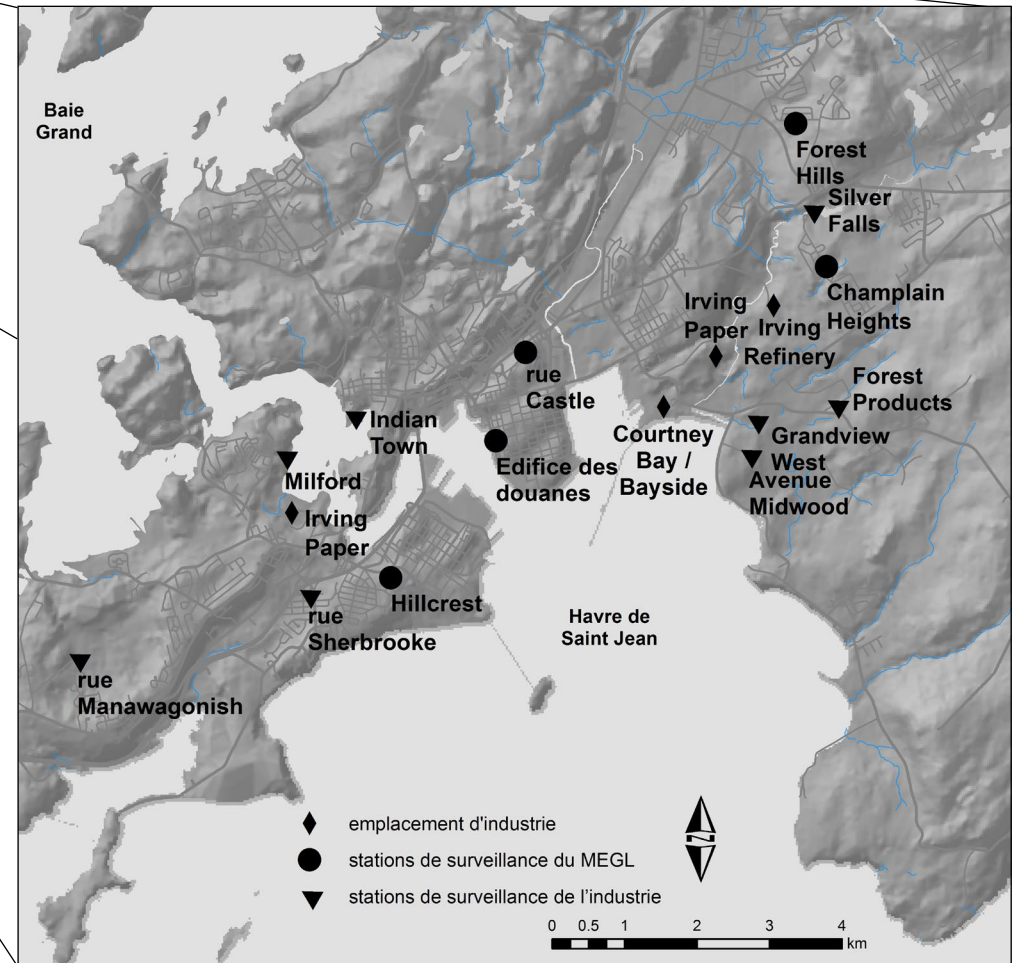 Baie
Grand
Forest
Hills
Silver
Falls
Champlain
Heights
Irving
Paper
Irving
Refinery
Forest
Products
rue
Castle
Indian
Town
Courtney
Bay /
Bayside
Grandview
West
Avenue
Midwood
Edifice des
douanes
Milford
Irving
Paper
Hillcrest
rue
Sherbrooke
Havre de
Saint Jean
rue
Manawagonish
emplacement d'industrie
stations de surveillance du MEGL
stations de surveillance de l'industrie
N
0 0.5 1 2 3 4
km